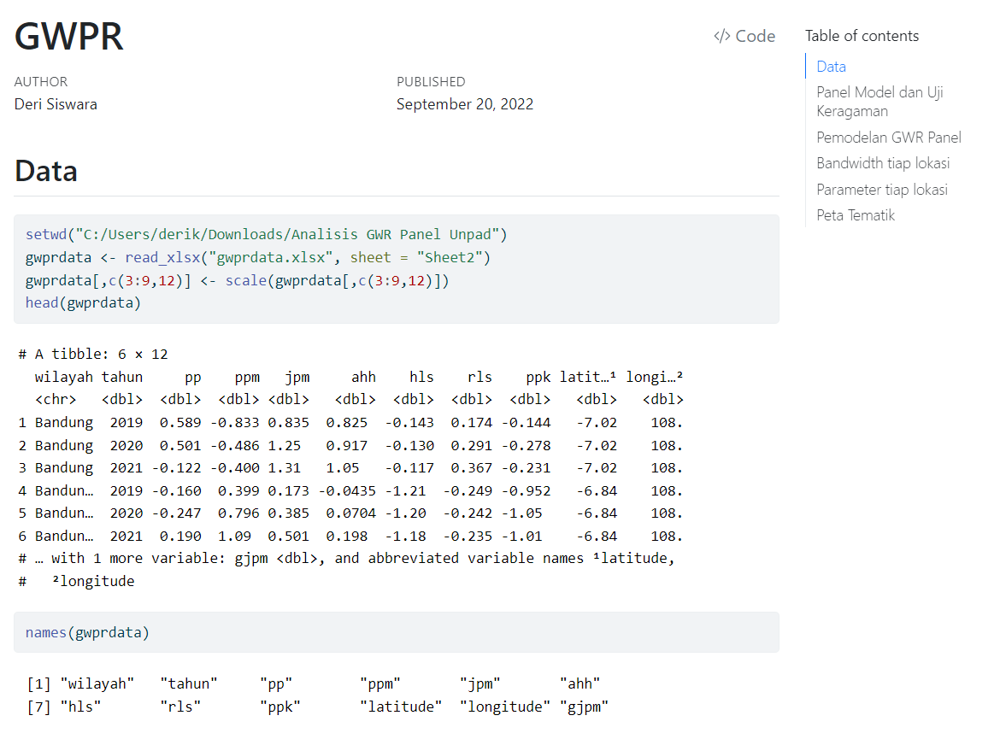 GWPR
</> Code
AUTHOR
Deri Siswara
PUBLISHED
September 20, 2022
Table of contents
Data
Panel Model dan Uji
Keragaman
Pemodelan GWR Panel
Bandwidth tiap lokasi
Parameter tiap lokasi
Peta Tematik
Data
setwd("C:/Users/derik/Downloads/Analisis GWR Panel Unpad")
gwprdata <- read_xlsx("gwprdata.xlsx", sheet = "Sheet2")
gwprdata[,c(3:9,12)] <- scale(gwprdata[,c(3:9,12)])
head(gwprdata)
# A tibble: 6 × 12
  wilayah tahun     pp    ppm   jpm     ahh    hls    rls    ppk latit…¹ longi…²
  <chr>   <dbl>  <dbl>  <dbl> <dbl>   <dbl>  <dbl>  <dbl>  <dbl>   <dbl>   <dbl>
1 Bandung  2019  0.589 -0.833 0.835  0.825  -0.143  0.174 -0.144   -7.02    108.
2 Bandung  2020  0.501 -0.486 1.25   0.917  -0.130  0.291 -0.278   -7.02    108.
3 Bandung  2021 -0.122 -0.400 1.31   1.05   -0.117  0.367 -0.231   -7.02    108.
4 Bandun…  2019 -0.160  0.399 0.173 -0.0435 -1.21  -0.249 -0.952   -6.84    108.
5 Bandun…  2020 -0.247  0.796 0.385  0.0704 -1.20  -0.242 -1.05    -6.84    108.
6 Bandun…  2021  0.190  1.09  0.501  0.198  -1.18  -0.235 -1.01    -6.84    108.
# … with 1 more variable: gjpm <dbl>, and abbreviated variable names ¹​latitude,
#   ²​longitude
names(gwprdata)
[1] "wilayah"   "tahun"     "pp"        "ppm"       "jpm"       "ahh"
[7] "hls"       "rls"       "ppk"       "latitude"  "longitude" "gjpm"